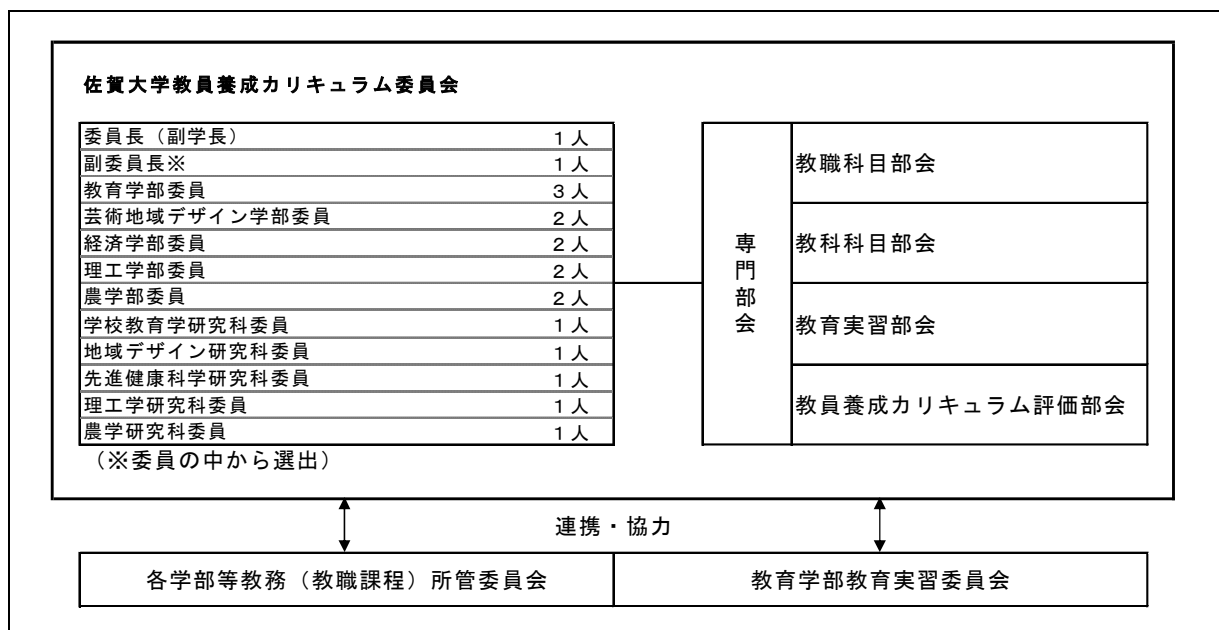 佐賀大学教員養成カリキュラム委員会
委員長（副学長） １人
副委員長※ １人
教育学部委員 ３人
芸術地域デザイン学部委員 ２人
経済学部委員 ２人
理工学部委員 ２人
農学部委員 ２人
学校教育学研究科委員 １人
地域デザイン研究科委員 １人
先進健康科学研究科委員 １人
理工学研究科委員 １人
農学研究科委員 １人
（※委員の中から選出）
専門部会
教職科目部会
教科科目部会
教育実習部会
教員養成カリキュラム評価部会
連携・協力
各学部等教務（教職課程）所管委員会
教育学部教育実習委員会